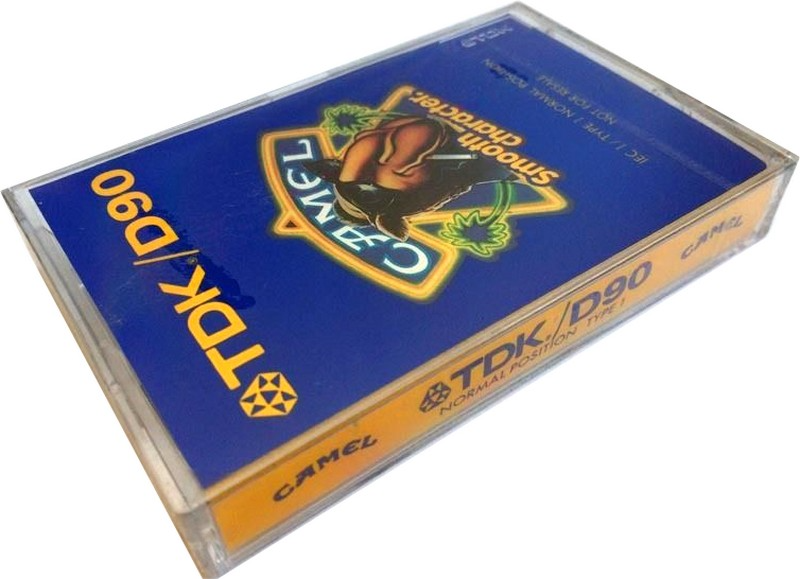 TDK/D90
CAMEL
Smooth
character.
IEC I / TYPE I NORMAL POSITION
NOT FOR RESALE
TDK/D90
NORMAL POSITION TYPE I
CAMEL
CAMEL